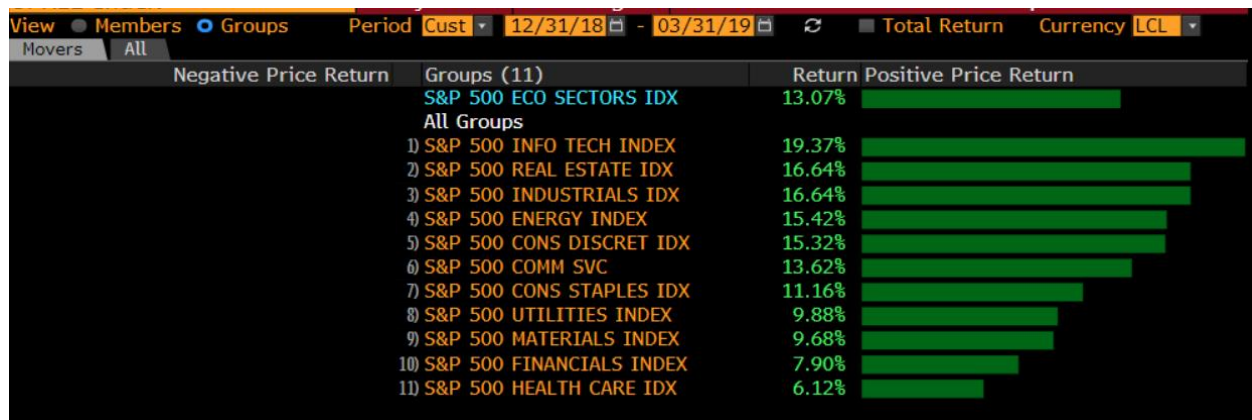 View Members Groups Period Cust 12/31/18 - 03/31/19 Total Return Currency LCL
Movers All
Negative Price Return Groups (11) Return Positive Price Return
S&P 500 ECO SECTORS IDX 13.07%
All Groups
1) S&P 500 INFO TECH INDEX 19.37%
2) S&P 500 REAL ESTATE IDX 16.64%
3) S&P 500 INDUSTRIALS IDX 16.64%
4) S&P 500 ENERGY INDEX 15.42%
5) S&P 500 CONS DISCRET IDX 15.32%
6) S&P 500 COMM SVC 13.62%
7) S&P 500 CONS STAPLES IDX 11.16%
8) S&P 500 UTILITIES INDEX 9.88%
9) S&P 500 MATERIALS INDEX 9.68%
10) S&P 500 FINANCIALS INDEX 7.90%
11) S&P 500 HEALTH CARE IDX 6.12%